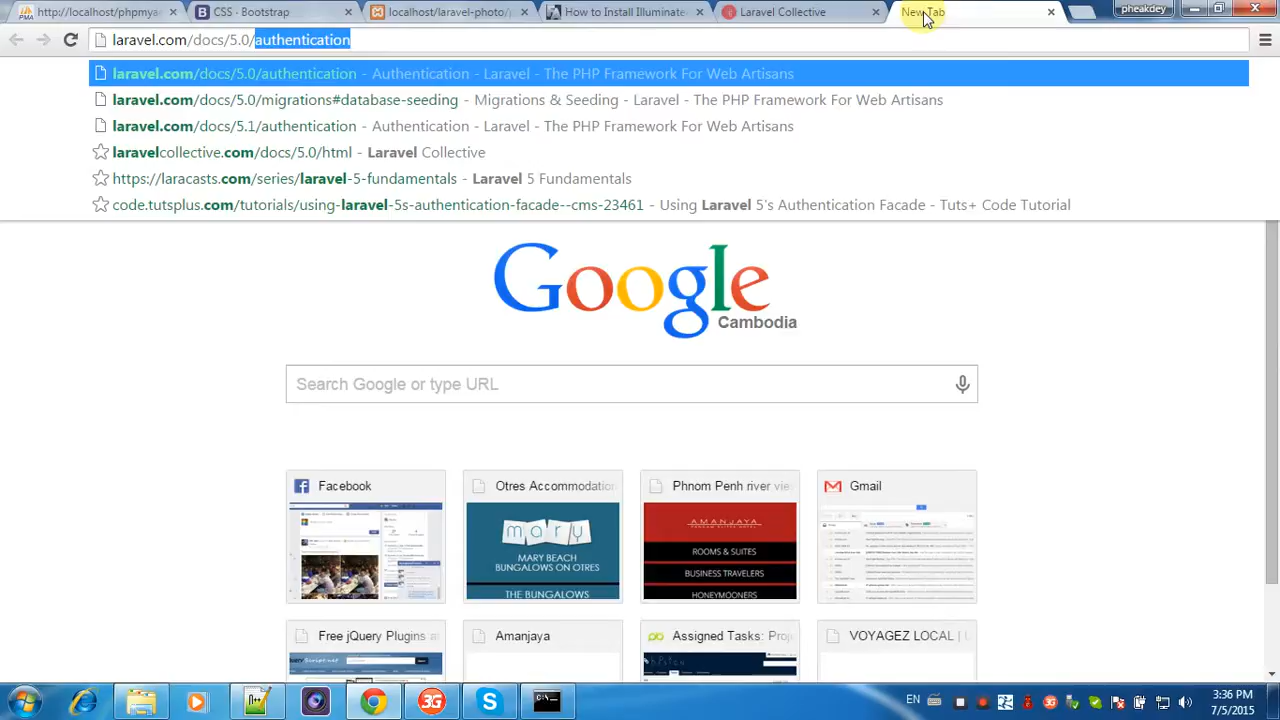 http://localhost/phpmya
CSS · Bootstrap
localhost/laravel-photo/p
How to Install Illuminate
Laravel Collective
New Tab
pheakdey
laravel.com/docs/5.0/authentication
laravel.com/docs/5.0/authentication - Authentication - Laravel - The PHP Framework For Web Artisans
laravel.com/docs/5.0/migrations#database-seeding - Migrations & Seeding - Laravel - The PHP Framework For Web Artisans
laravel.com/docs/5.1/authentication - Authentication - Laravel - The PHP Framework For Web Artisans
laravelcollective.com/docs/5.0/html - Laravel Collective
https://laracasts.com/series/laravel-5-fundamentals - Laravel 5 Fundamentals
code.tutsplus.com/tutorials/using-laravel-5s-authentication-facade--cms-23461 - Using Laravel 5's Authentication Facade - Tuts+ Code Tutorial
Google
Cambodia
Search Google or type URL
Facebook
Otres Accommodation
Phnom Penh river vie
Gmail
MARY BEACH
BUNGALOWS ON OTRES
THE BUNGALOWS
AMANJAYA
ROOMS & SUITES
BUSINESS TRAVELERS
HONEYMOONERS
Free jQuery Plugins a
Amanjaya
Assigned Tasks: Proj
VOYAGEZ LOCAL | L
EN
3:36 PM
7/5/2015